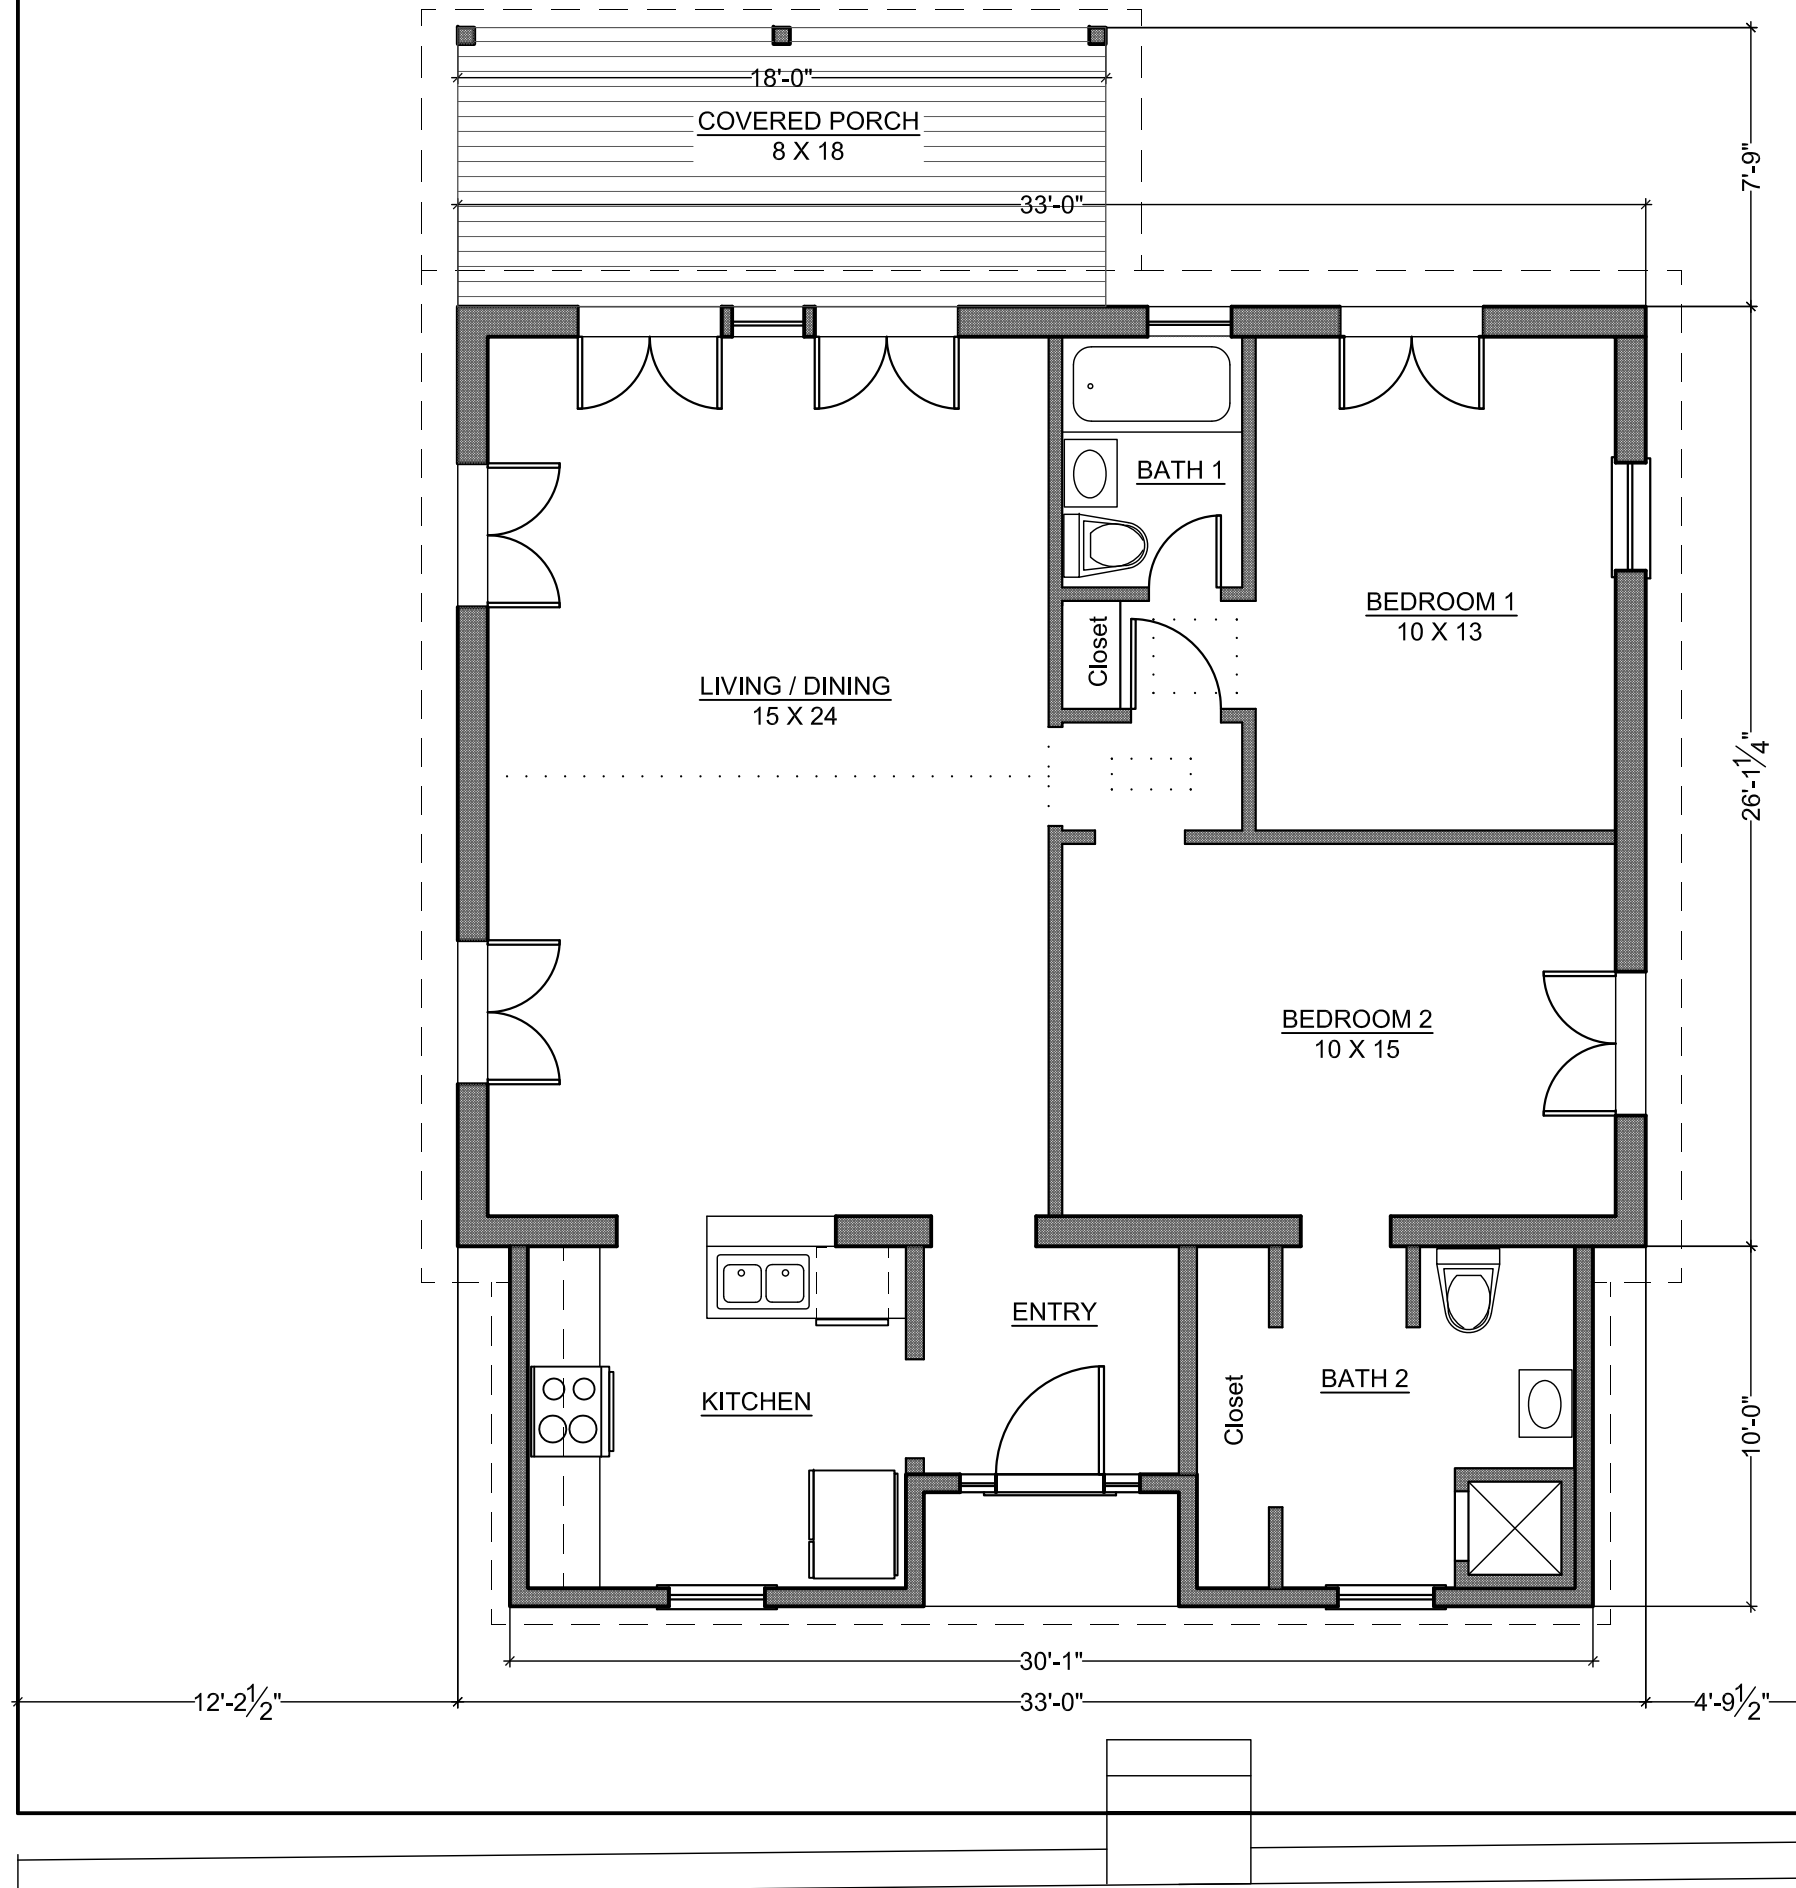 18'-0"
COVERED PORCH
8 X 18
7'-9"
33'-0"
BATH 1
BEDROOM 1
10 X 13
Closet
LIVING / DINING
15 X 24
26'-1 1/4"
BEDROOM 2
10 X 15
ENTRY
BATH 2
KITCHEN
Closet
10'-0"
30'-1"
12'-2 1/2"
33'-0"
4'-9 1/2"